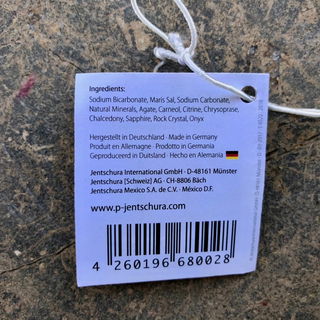 Ingredients:
Sodium Bicarbonate, Maris Sal, Sodium Carbonate,
Natural Minerals, Agate, Carneol, Citrine, Chrysoprase,
Chalcedony, Sapphire, Rock Crystal, Onyx
Hergestellt in Deutschland · Made in Germany
Produit en Allemagne · Prodotto in Germania
Geproduceerd in Duitsland · Hecho en Alemania
Jentschura International GmbH · D-48161 Münster
Jentschura [Schweiz] AG · CH-8806 Bäch
Jentschura Mexico S.A. de C.V. · México D.F.
www.p-jentschura.com
4 260196 680028